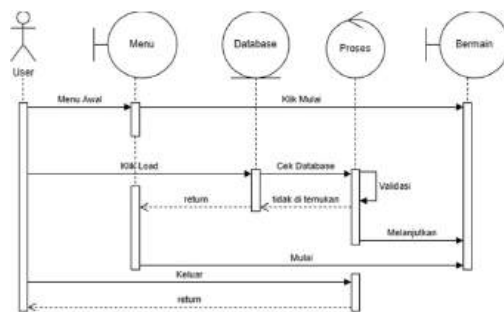 Menu
Database
Proses
Bermain
User
Menu Awal
Klik Mulai
Klik Load
Cek Database
Validasi
return
tidak di temukan
Melanjutkan
Mulai
Keluar
return